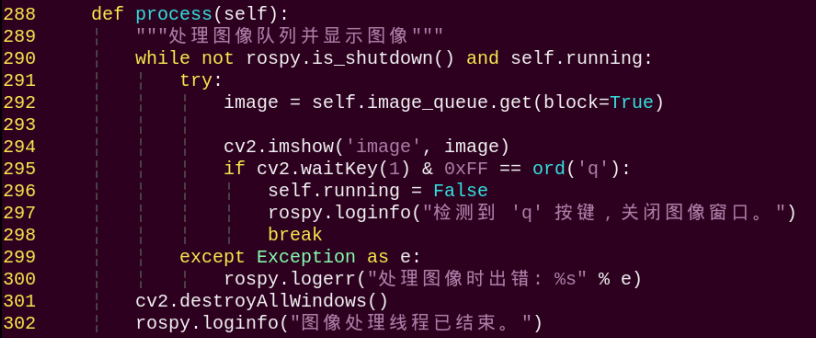 288     def process(self):
289         """处理图像队列并显示图像"""
290         while not rospy.is_shutdown() and self.running:
291             try:
292                 image = self.image_queue.get(block=True)
293
294                 cv2.imshow('image', image)
295                 if cv2.waitKey(1) & 0xFF == ord('q'):
296                     self.running = False
297                     rospy.loginfo("检测到 'q' 按键，关闭图像窗口。")
298                     break
299             except Exception as e:
300                 rospy.logerr("处理图像时出错: %s" % e)
301         cv2.destroyAllWindows()
302         rospy.loginfo("图像处理线程已结束。")